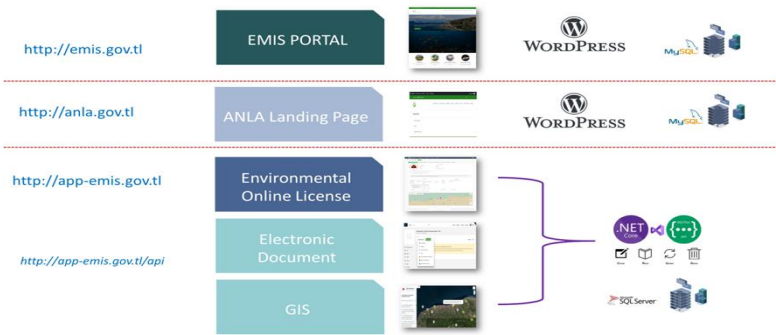 http://emis.gov.tl
EMIS PORTAL
WORDPRESS
MySQL
http://anla.gov.tl
ANLA Landing Page
WORDPRESS
MySQL
http://app-emis.gov.tl
Environmental
Online License
Electronic
Document
http://app-emis.gov.tl/api
GIS
.NET
Core
{···}
SQL Server